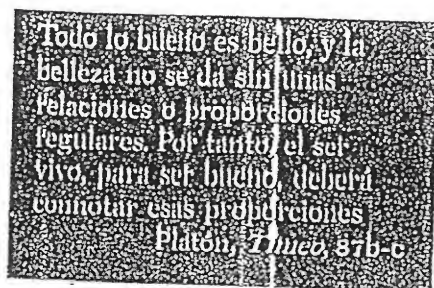 Todo lo bueno es bello, y la
belleza no se da sin unas
relaciones o proporciones
regulares. Por tanto, el ser
vivo, para ser bueno, deberá
connotar esas proporciones
Platón, Timeo, 87b-c